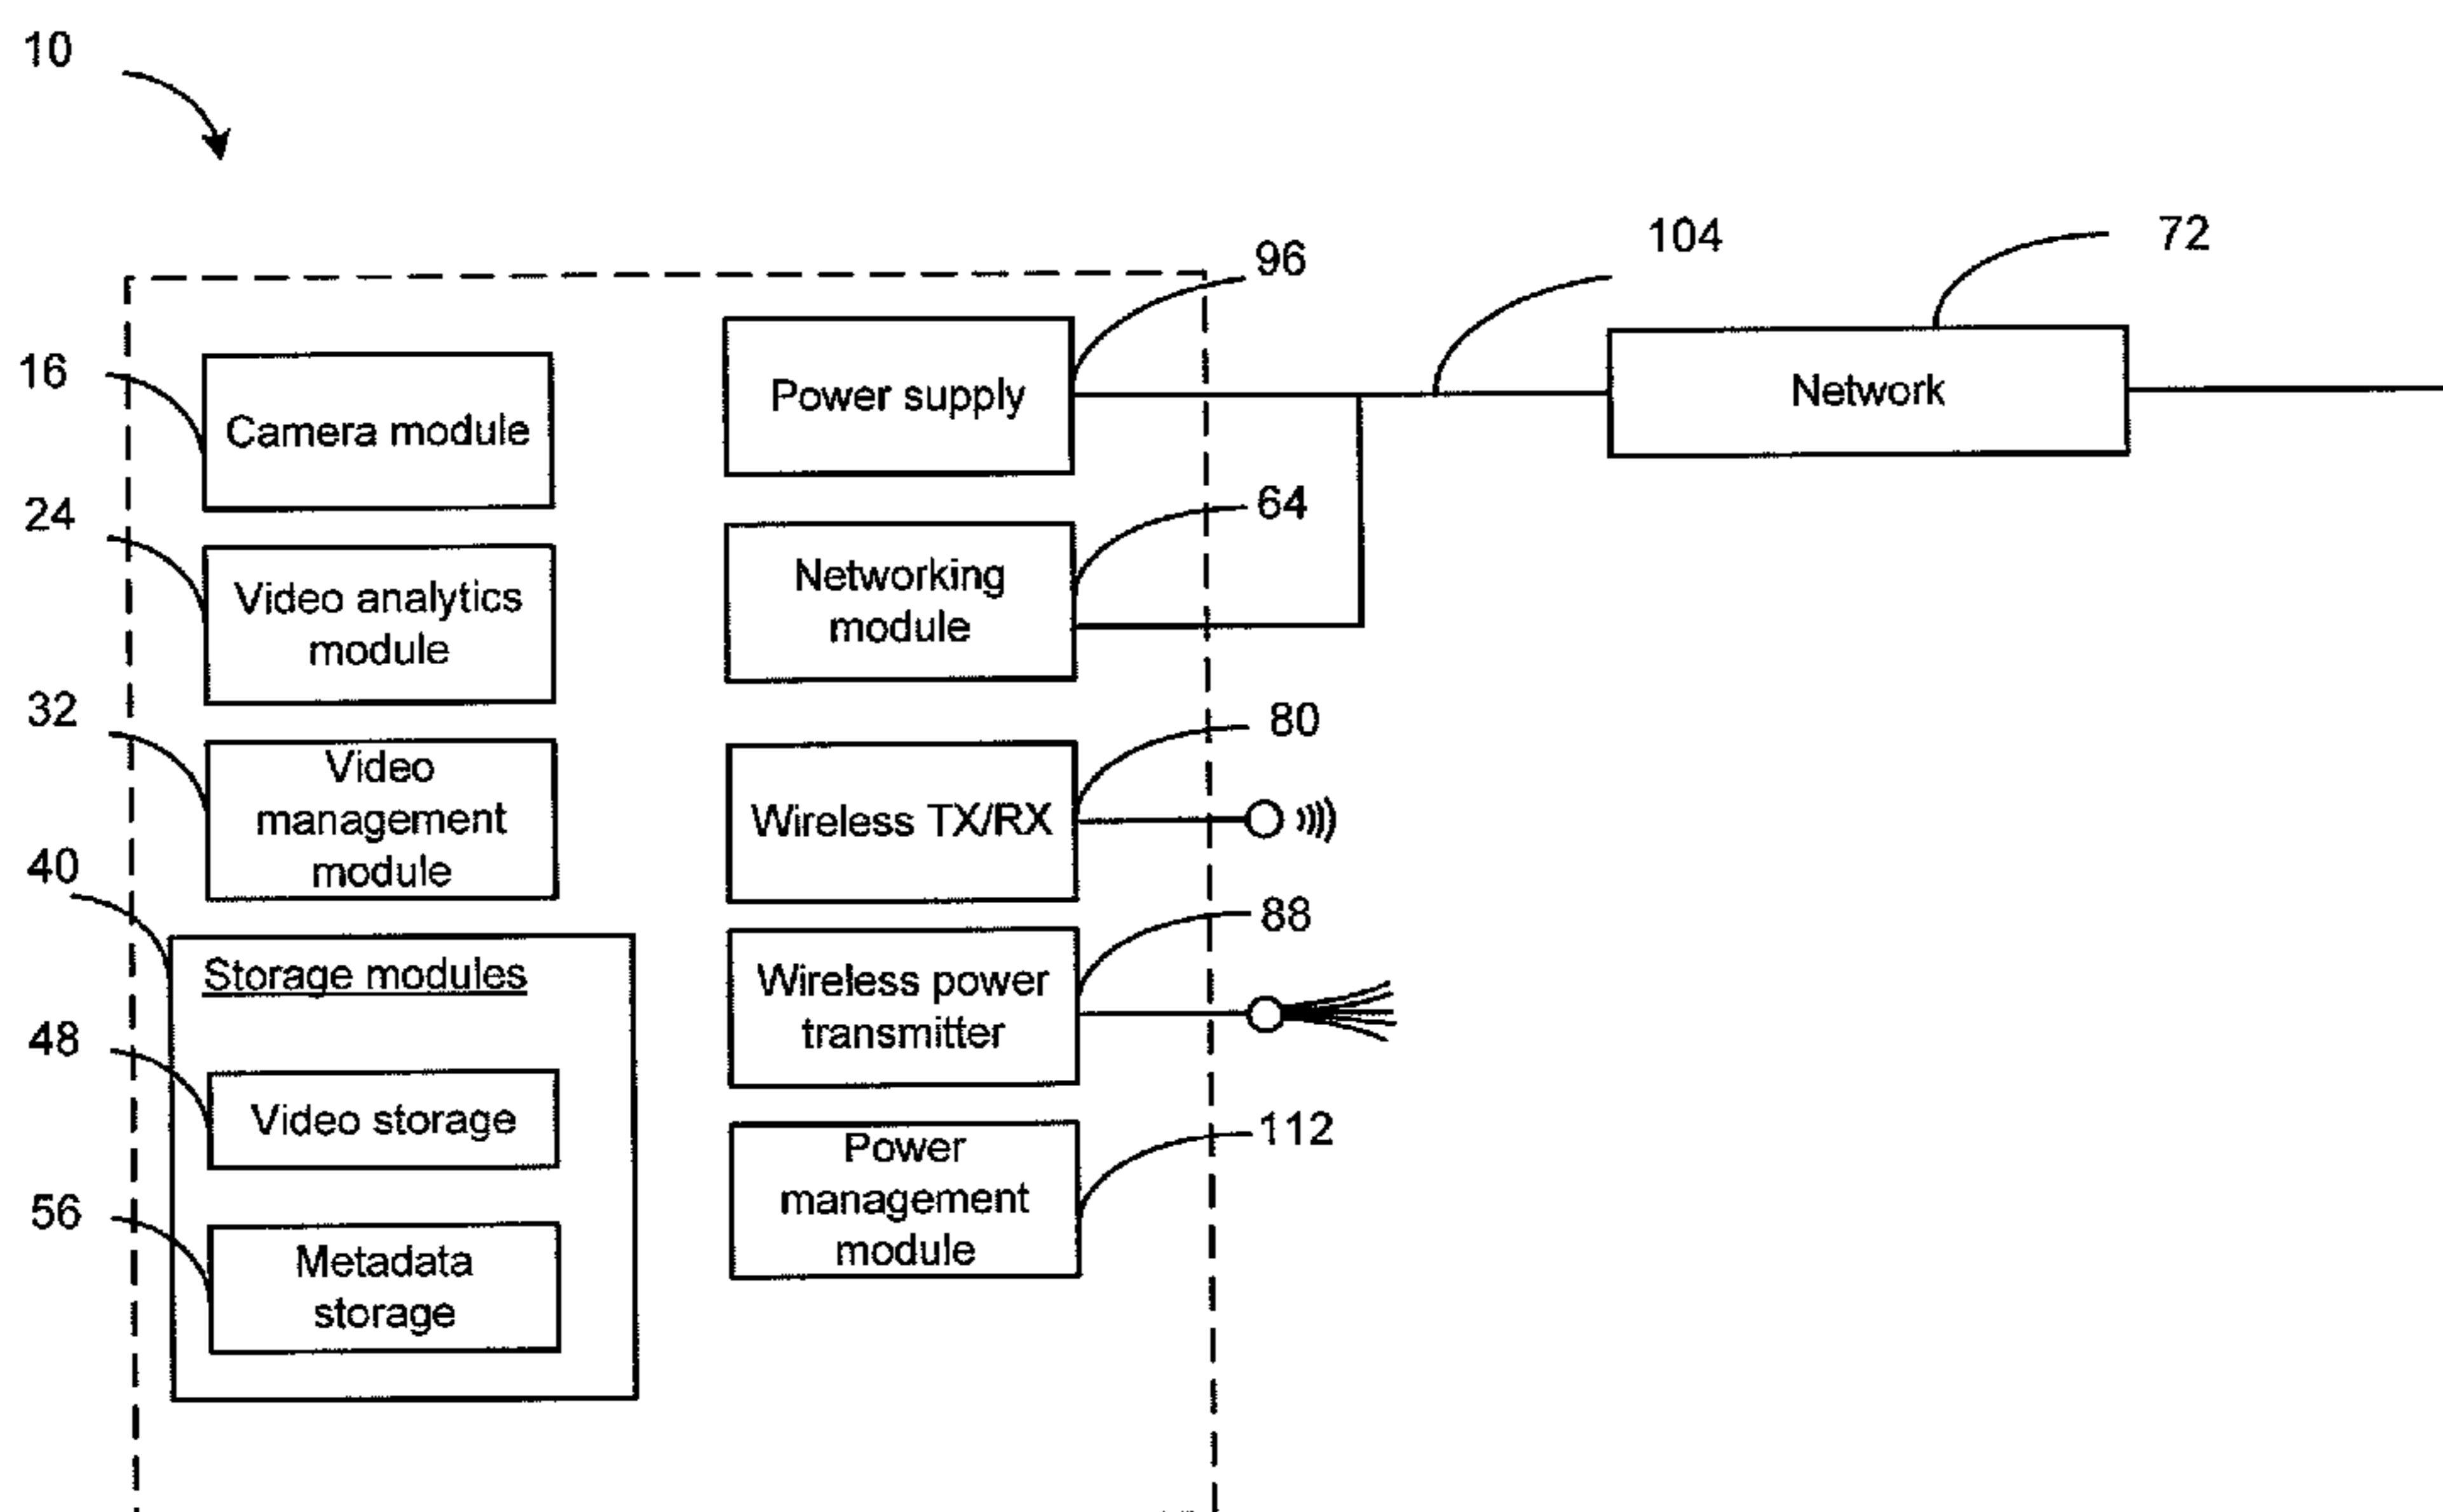 10
96
104
72
16
Camera module
Power supply
Network
24
Video analytics
module
64
Networking
module
32
Video
management
module
80
Wireless TX/RX
40
Storage modules
88
Wireless power
transmitter
48
Video storage
112
Power
management
module
56
Metadata
storage